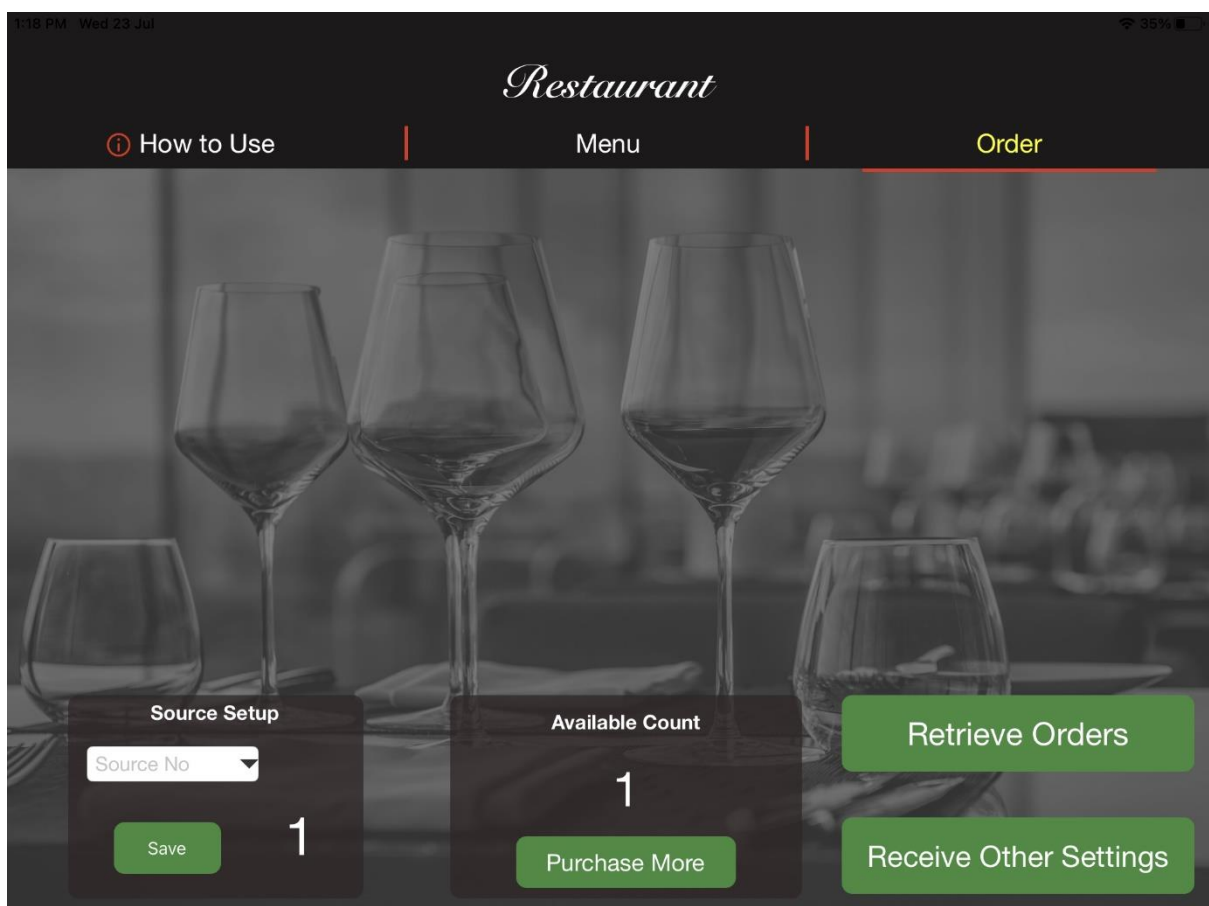 1:18 PM Wed 23 Jul
35%
Restaurant
How to Use
Menu
Order
Source Setup
Source No
1
Save
Available Count
1
Purchase More
Retrieve Orders
Receive Other Settings